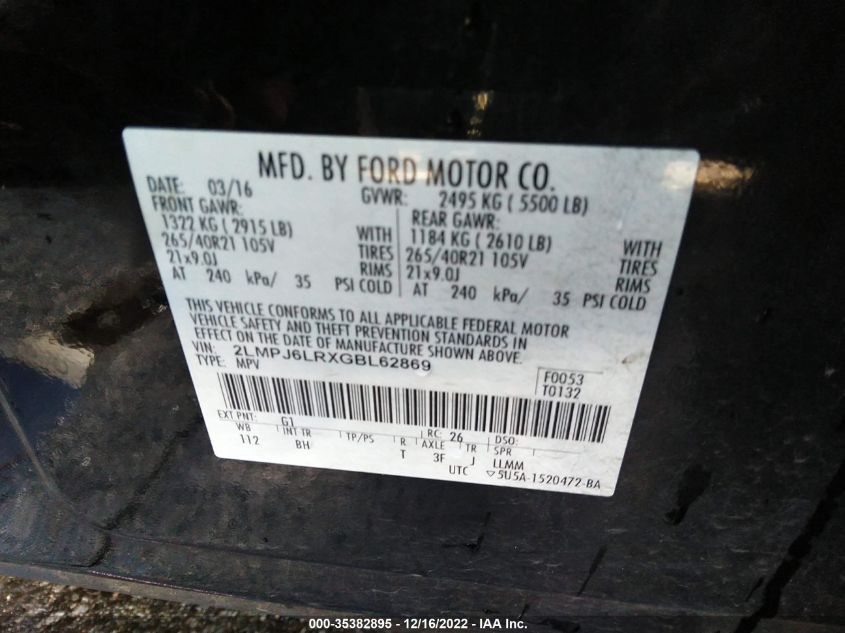 MFD. BY FORD MOTOR CO.
DATE: 03/16 GVWR: 2495 KG ( 5500 LB)
FRONT GAWR: REAR GAWR:
1322 KG ( 2915 LB) WITH 1184 KG ( 2610 LB) WITH
265/40R21 105V TIRES 265/40R21 105V TIRES
21x9.0J RIMS 21x9.0J RIMS
AT 240 kPa/ 35 PSI COLD AT 240 kPa/ 35 PSI COLD
THIS VEHICLE CONFORMS TO ALL APPLICABLE FEDERAL MOTOR
VEHICLE SAFETY AND THEFT PREVENTION STANDARDS IN
EFFECT ON THE DATE OF MANUFACTURE SHOWN ABOVE.
VIN: 2LMPJ6LRXGBL62869
TYPE: MPV
F0053
T0132
EXT PNT: G1 RC: 26 DSO:
WB INT TR TP/PS R AXLE TR SPR
112 BH T 3F J LLMM
UTC ▽5U5A-1520472-BA
000-35382895 - 12/16/2022 - IAA Inc.